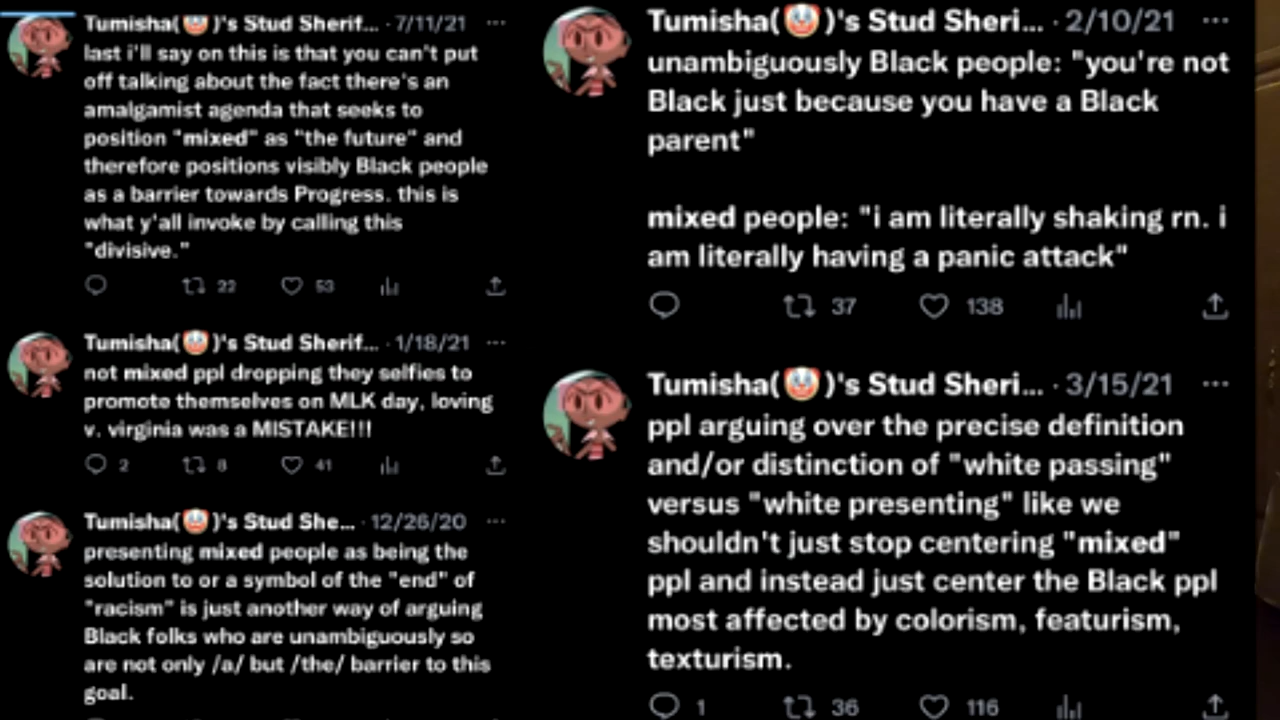 Tumisha(🤡)'s Stud Sherif... · 7/11/21 ···
last i'll say on this is that you can't put
off talking about the fact there's an
amalgamist agenda that seeks to
position "mixed" as "the future" and
therefore positions visibly Black people
as a barrier towards Progress. this is
what y'all invoke by calling this
"divisive."
22 53
Tumisha(🤡)'s Stud Sherif... · 1/18/21 ···
not mixed ppl dropping they selfies to
promote themselves on MLK day, loving
v. virginia was a MISTAKE!!!
2 8 41
Tumisha(🤡)'s Stud She... · 12/26/20 ···
presenting mixed people as being the
solution to or a symbol of the "end" of
"racism" is just another way of arguing
Black folks who are unambiguously so
are not only /a/ but /the/ barrier to this
goal.
Tumisha(🤡)'s Stud Sheri... · 2/10/21 ···
unambiguously Black people: "you're not
Black just because you have a Black
parent"
mixed people: "i am literally shaking rn. i
am literally having a panic attack"
37 138
Tumisha(🤡)'s Stud Sheri... · 3/15/21 ···
ppl arguing over the precise definition
and/or distinction of "white passing"
versus "white presenting" like we
shouldn't just stop centering "mixed"
ppl and instead just center the Black ppl
most affected by colorism, featurism,
texturism.
1 36 116